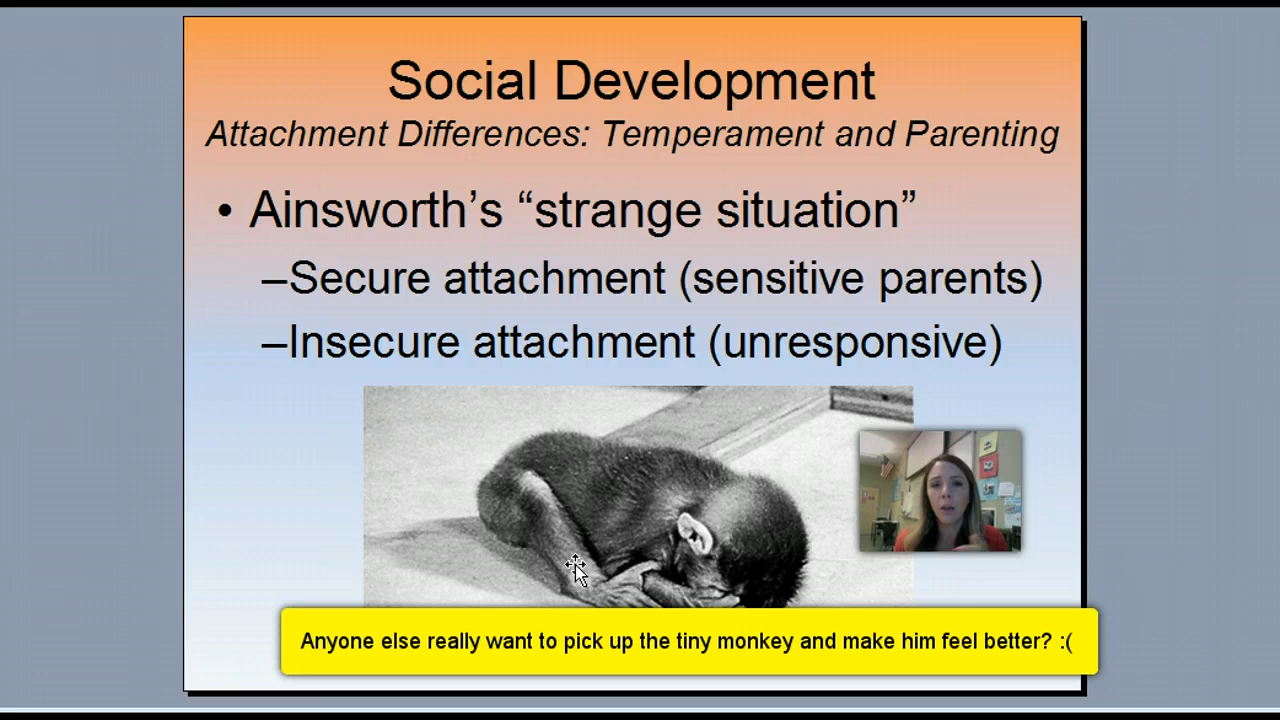 Social Development
Attachment Differences: Temperament and Parenting
• Ainsworth’s “strange situation”
–Secure attachment (sensitive parents)
–Insecure attachment (unresponsive)
Anyone else really want to pick up the tiny monkey and make him feel better? :(